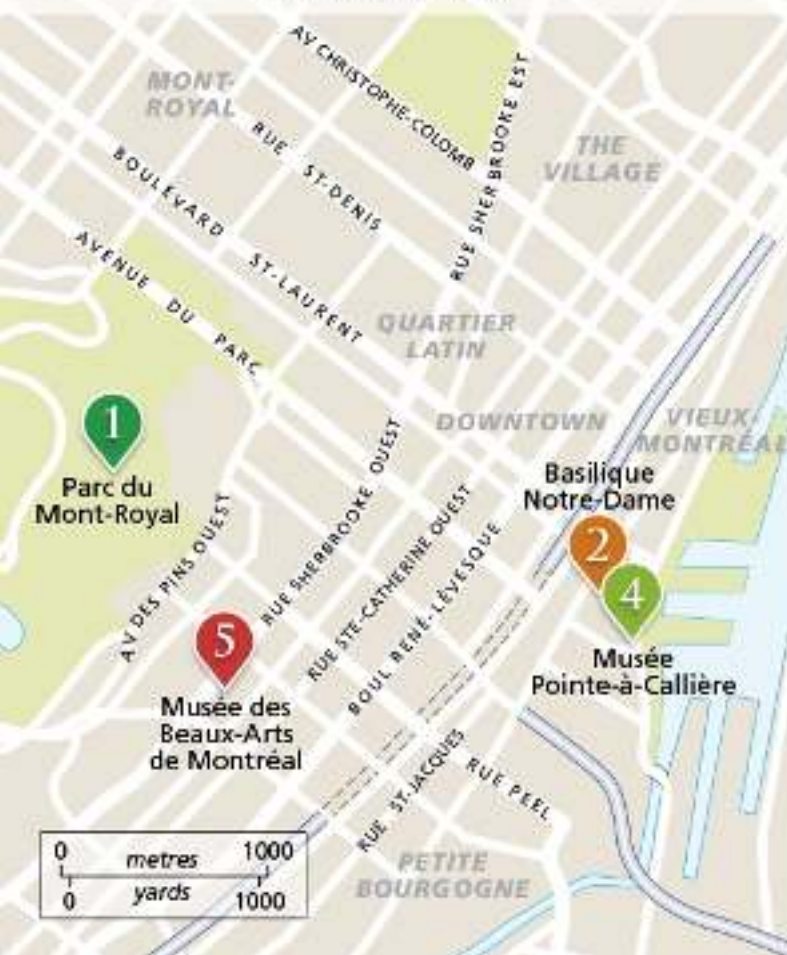 AV CHRISTOPHE-COLOMB
MONT-
ROYAL
RUE ST-DENIS
RUE SHERBROOKE EST
THE
VILLAGE
BOULEVARD ST-LAURENT
AVENUE DU PARC
QUARTIER
LATIN
DOWNTOWN
VIEUX-
MONTRÉAL
1
Parc du
Mont-Royal
Basilique
Notre-Dame
2
4
Musée
Pointe-à-Callière
AV DES PINS OUEST
RUE SHERBROOKE OUEST
RUE STE-CATHERINE OUEST
BOUL RENÉ-LÉVESQUE
5
Musée des
Beaux-Arts
de Montréal
RUE ST-JACQUES
RUE PEEL
PETITE
BOURGOGNE
0 metres 1000
0 yards 1000